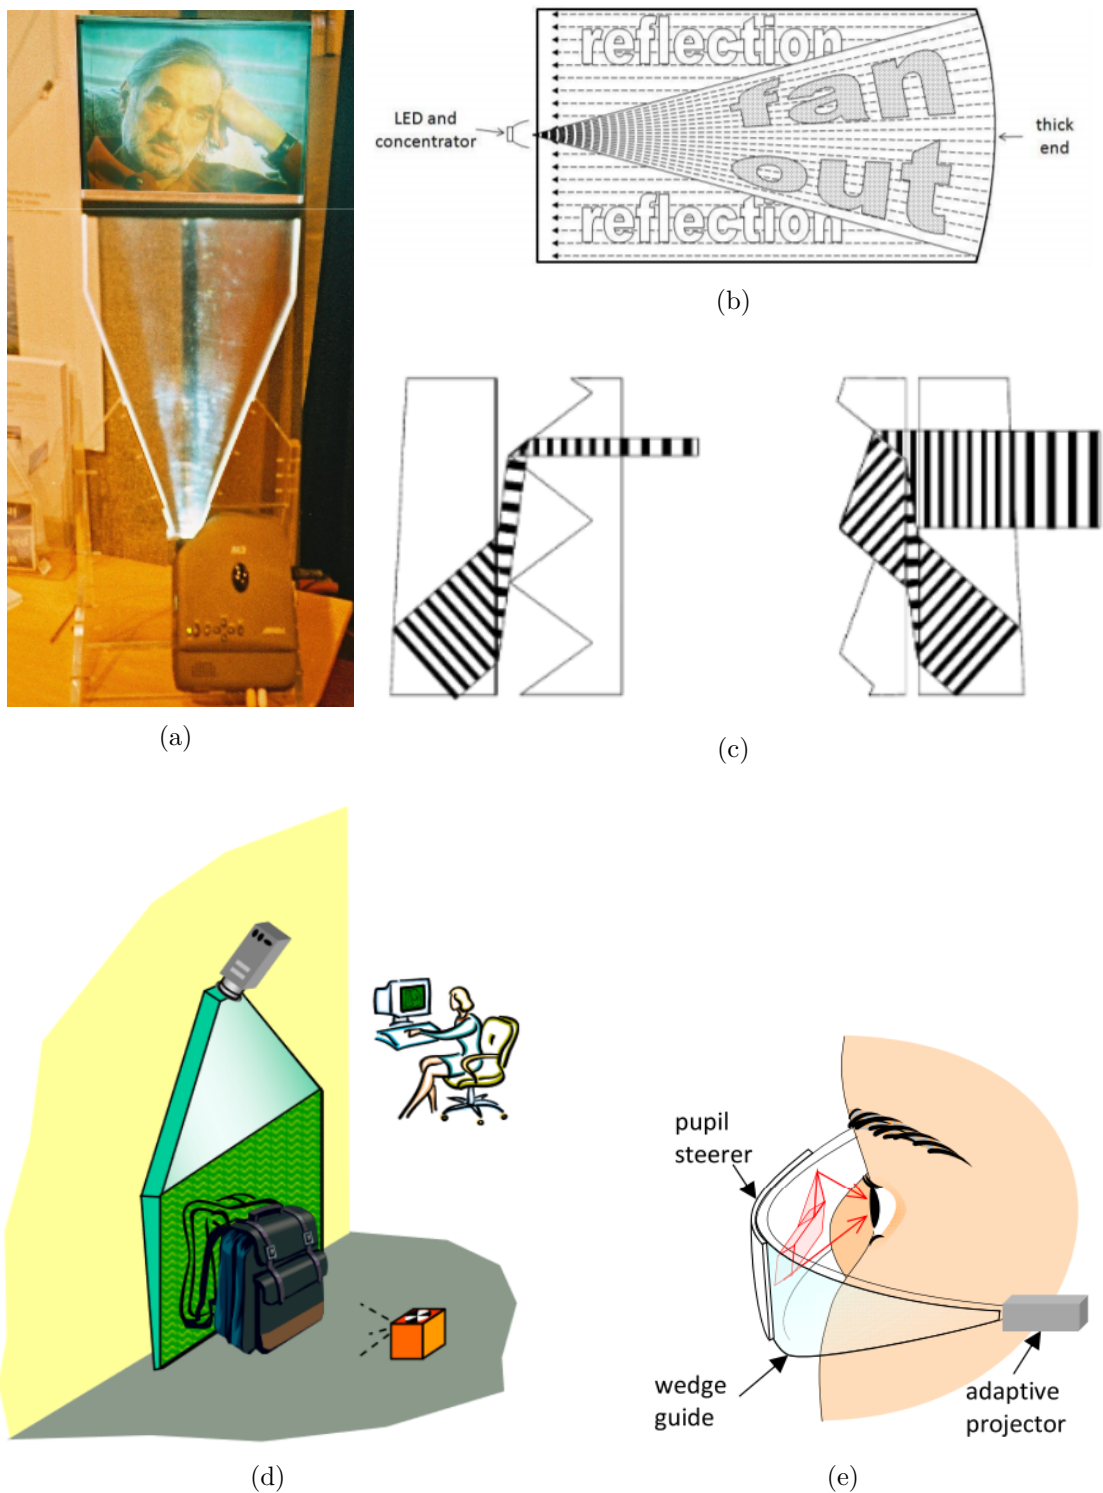 LED and
concentrator
reflection
fan
out
reflection
thick
end
(b)
(a)
(c)
pupil
steerer
wedge
guide
adaptive
projector
(d)
(e)